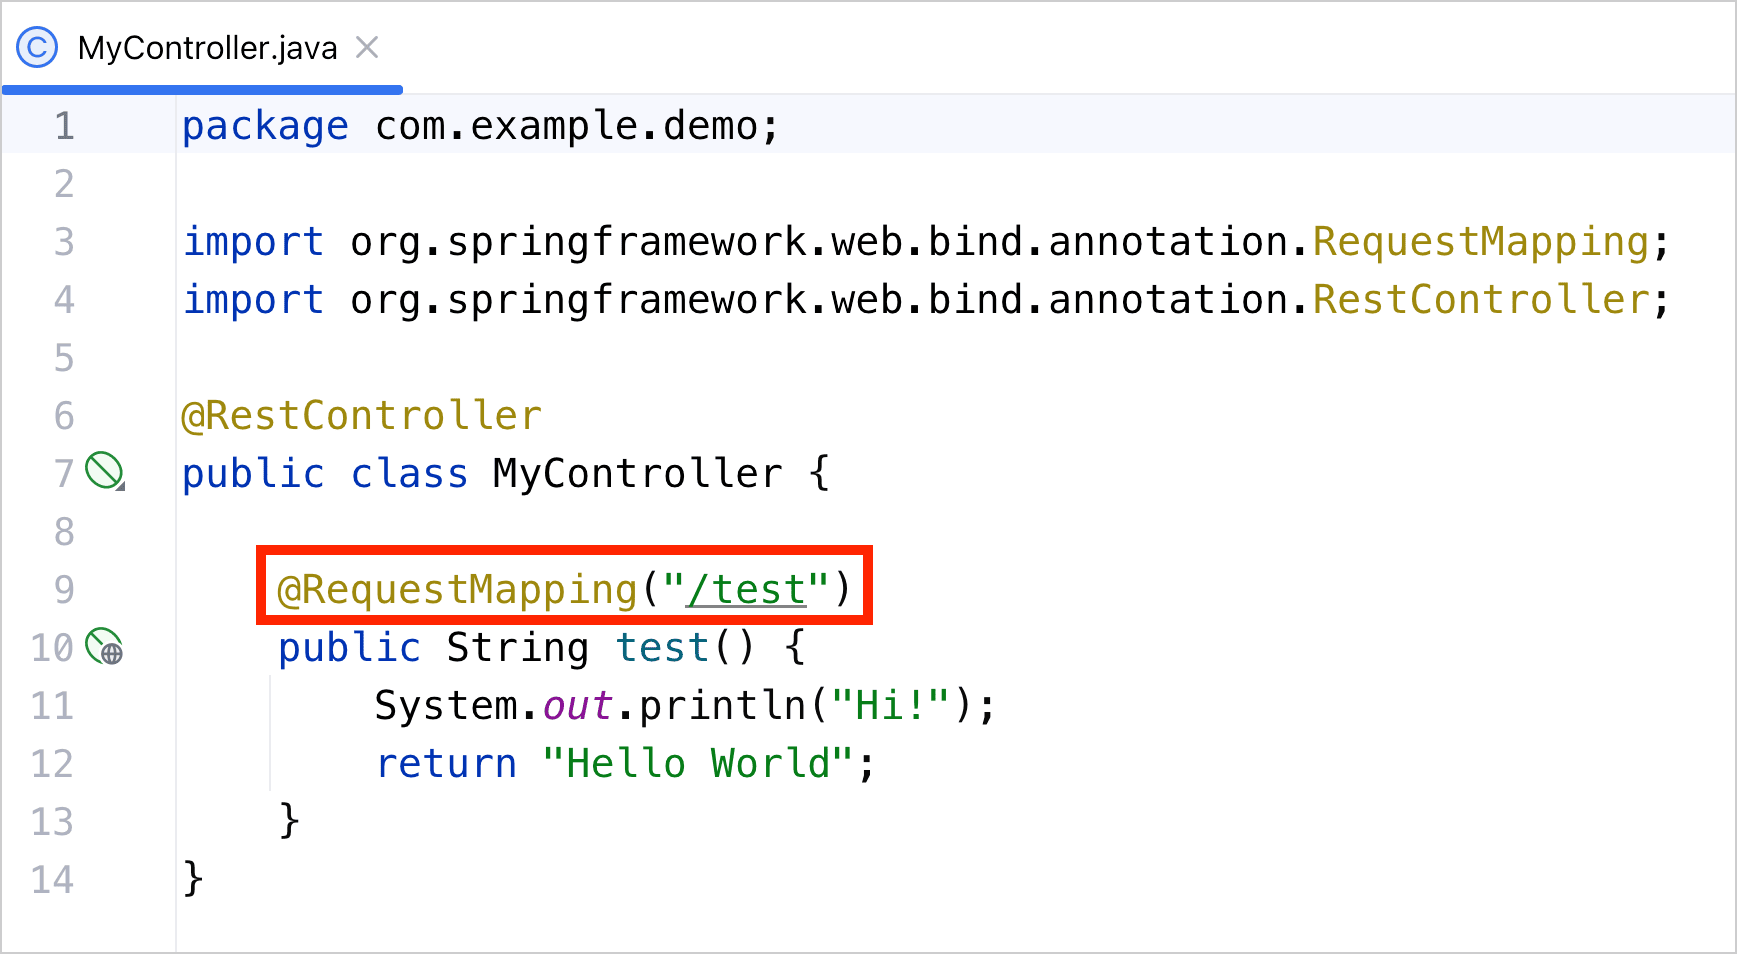 C MyController.java
1 package com.example.demo;
2
3 import org.springframework.web.bind.annotation.RequestMapping;
4 import org.springframework.web.bind.annotation.RestController;
5
6 @RestController
7 public class MyController {
8
9 @RequestMapping("/test")
10 public String test() {
11 System.out.println("Hi!");
12 return "Hello World";
13 }
14 }